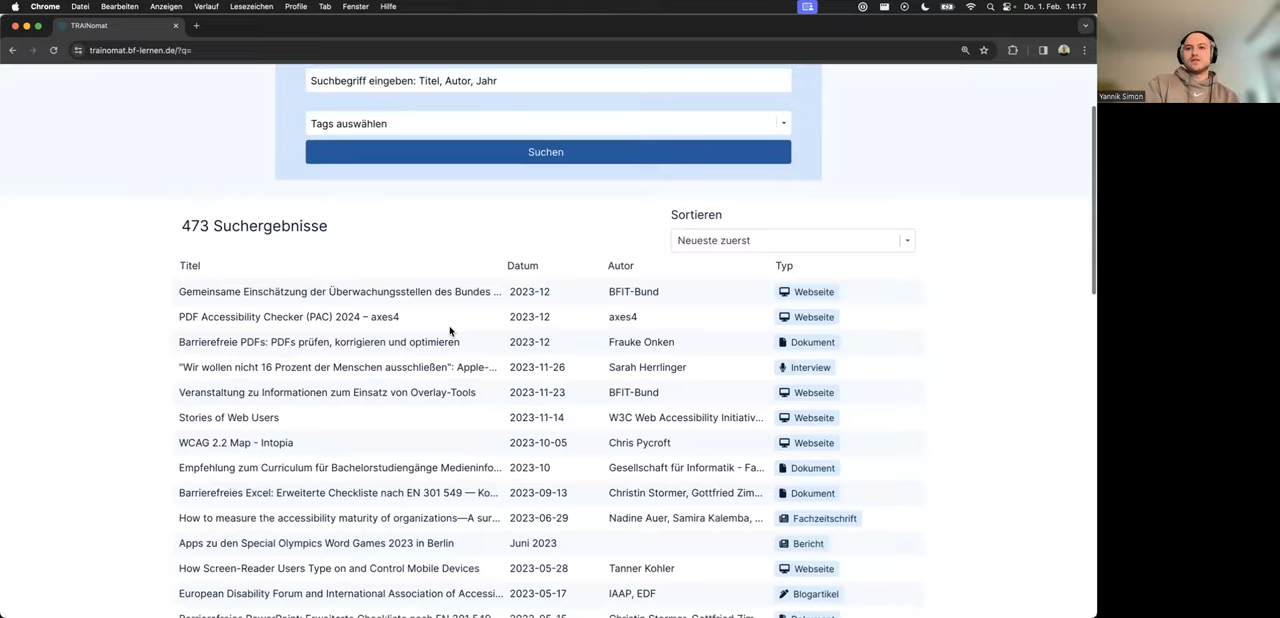 Chrome Datei Bearbeiten Anzeigen Verlauf Lesezeichen Profile Tab Fenster Hilfe Do. 1. Feb. 14:17
TRAINomat
trainomat.bf-lernen.de/?q=
Yannik Simon
Suchbegriff eingeben: Titel, Autor, Jahr
Tags auswählen
Suchen
473 Suchergebnisse
Sortieren
Neueste zuerst
Titel Datum Autor Typ
Gemeinsame Einschätzung der Überwachungsstellen des Bundes ... 2023-12 BFIT-Bund Webseite
PDF Accessibility Checker (PAC) 2024 – axes4 2023-12 axes4 Webseite
Barrierefreie PDFs: PDFs prüfen, korrigieren und optimieren 2023-12 Frauke Onken Dokument
"Wir wollen nicht 16 Prozent der Menschen ausschließen": Apple-... 2023-11-26 Sarah Herrlinger Interview
Veranstaltung zu Informationen zum Einsatz von Overlay-Tools 2023-11-23 BFIT-Bund Webseite
Stories of Web Users 2023-11-14 W3C Web Accessibility Initiativ... Webseite
WCAG 2.2 Map - Intopia 2023-10-05 Chris Pycroft Webseite
Empfehlung zum Curriculum für Bachelorstudiengänge Medieninfo... 2023-10 Gesellschaft für Informatik - Fa... Dokument
Barrierefreies Excel: Erweiterte Checkliste nach EN 301 549 — Ko... 2023-09-13 Christin Stormer, Gottfried Zim... Dokument
How to measure the accessibility maturity of organizations—A sur... 2023-06-29 Nadine Auer, Samira Kalemba, ... Fachzeitschrift
Apps zu den Special Olympics Word Games 2023 in Berlin Juni 2023 Bericht
How Screen-Reader Users Type on and Control Mobile Devices 2023-05-28 Tanner Kohler Webseite
European Disability Forum and International Association of Accessi... 2023-05-17 IAAP, EDF Blogartikel